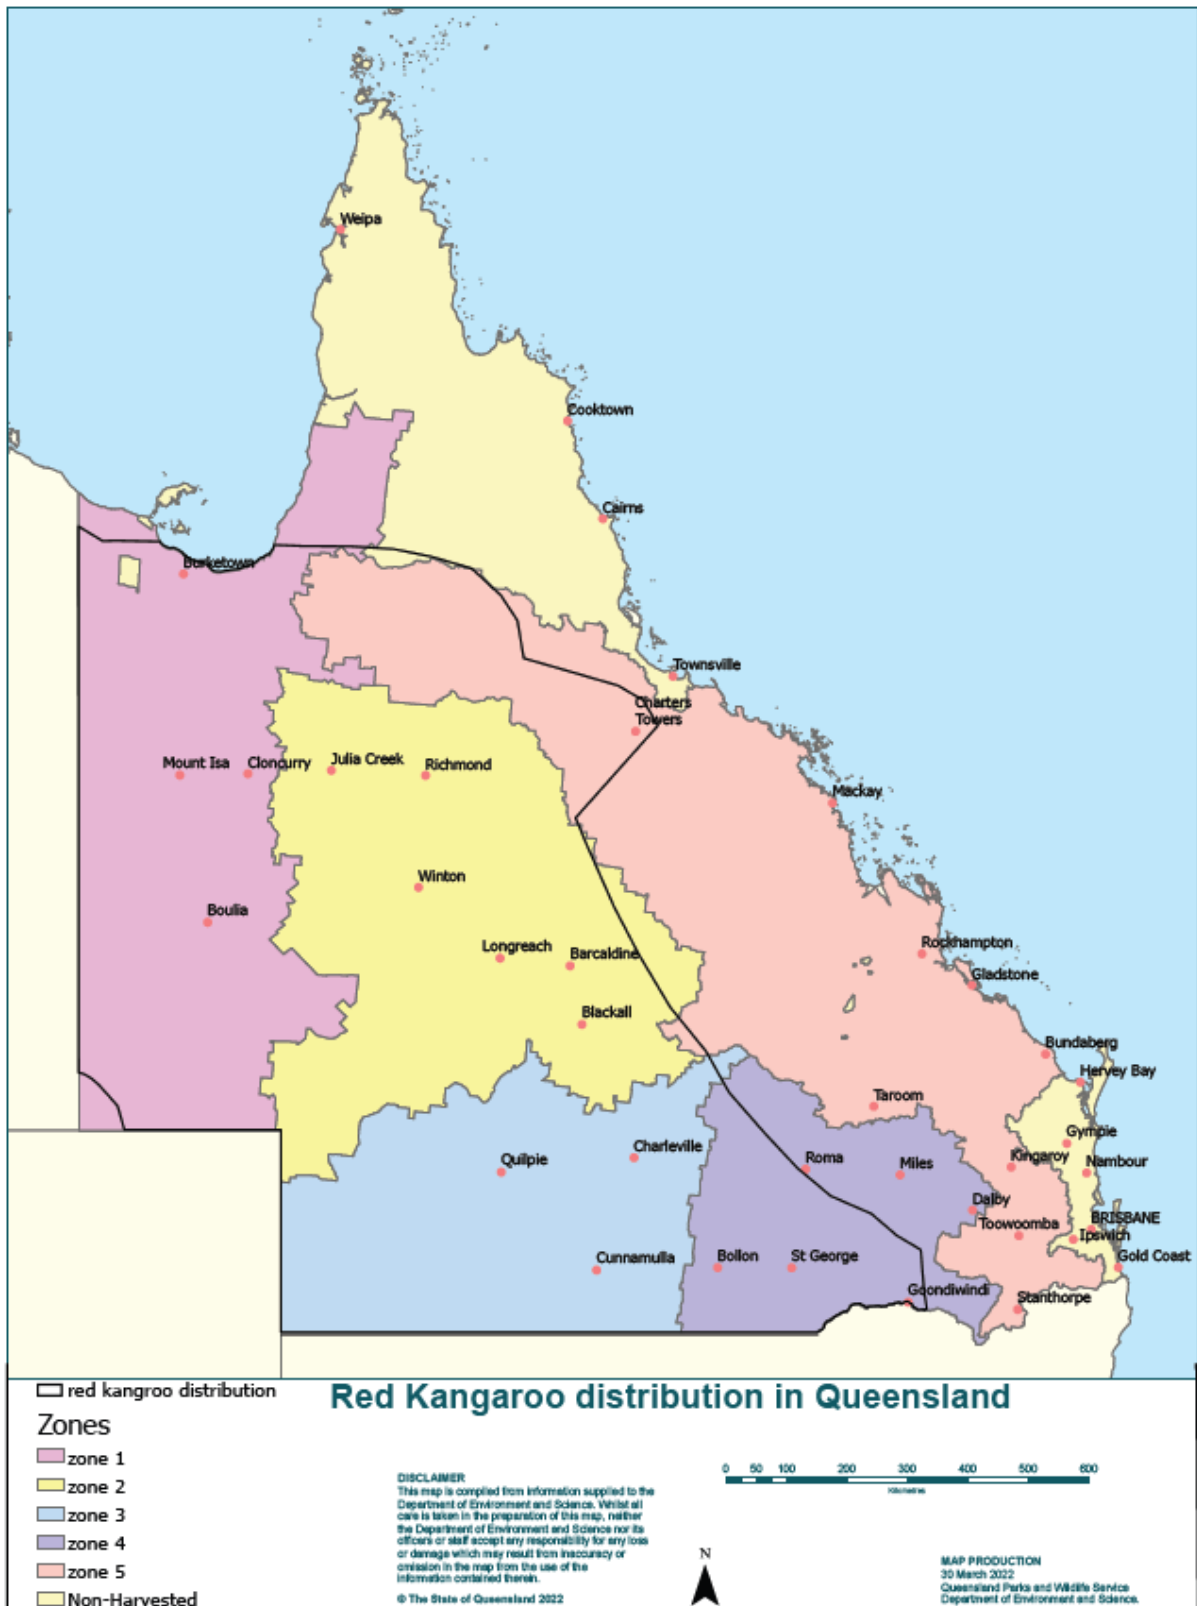 Weipa
Cooktown
Cairns
Burketown
Townsville
Charters
Towers
Mount Isa
Cloncurry
Julia Creek
Richmond
Mackay
Winton
Boulia
Longreach
Barcaldine
Rockhampton
Gladstone
Blackall
Bundaberg
Hervey Bay
Taroom
Gympie
Quilpie
Charleville
Roma
Miles
Kingaroy
Nambour
Dalby
Toowoomba
BRISBANE
Ipswich
Cunnamulla
Bollon
St George
Gold Coast
Goondiwindi
Stanthorpe
red kangroo distribution
Red Kangaroo distribution in Queensland
Zones
zone 1
zone 2
zone 3
zone 4
zone 5
Non-Harvested
DISCLAIMER
This map is compiled from information supplied to the
Department of Environment and Science. Whilst all
care is taken in the preparation of this map, neither
the Department of Environment and Science nor its
officers or staff accept any responsibility for any loss
or damage which may result from inaccuracy or
omission in the map from the use of the
information contained therein.
© The State of Queensland 2022
0 50 100 200 300 400 500 600
Kilometres
N
MAP PRODUCTION
30 March 2022
Queensland Parks and Wildlife Service
Department of Environment and Science.